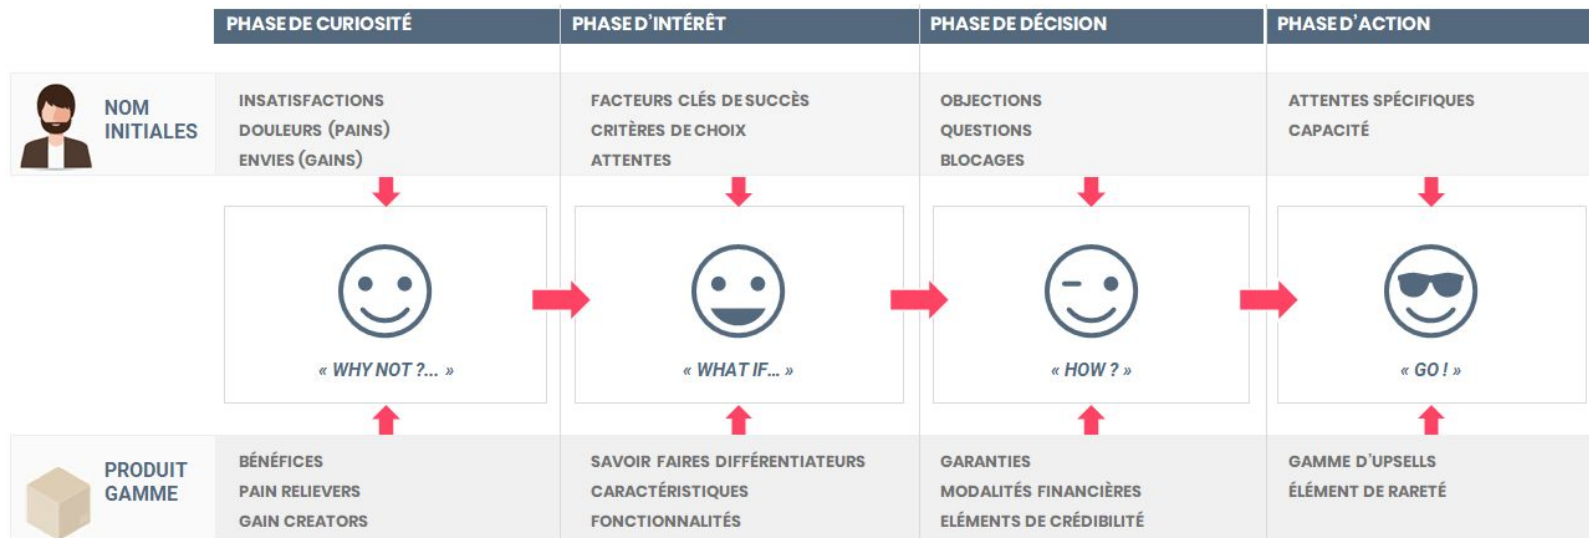 PHASE DE CURIOSITÉ
PHASE D'INTÉRÊT
PHASE DE DÉCISION
PHASE D'ACTION
NOM
INITIALES
INSATISFACTIONS
DOULEURS (PAINS)
ENVIES (GAINS)
FACTEURS CLÉS DE SUCCÈS
CRITÈRES DE CHOIX
ATTENTES
OBJECTIONS
QUESTIONS
BLOCAGES
ATTENTES SPÉCIFIQUES
CAPACITÉ
« WHY NOT ?... »
« WHAT IF... »
« HOW ? »
« GO ! »
PRODUIT
GAMME
BÉNÉFICES
PAIN RELIEVERS
GAIN CREATORS
SAVOIR FAIRES DIFFÉRENTIATEURS
CARACTÉRISTIQUES
FONCTIONNALITÉS
GARANTIES
MODALITÉS FINANCIÈRES
ELÉMENTS DE CRÉDIBILITÉ
GAMME D'UPSELLS
ÉLÉMENT DE RARETÉ